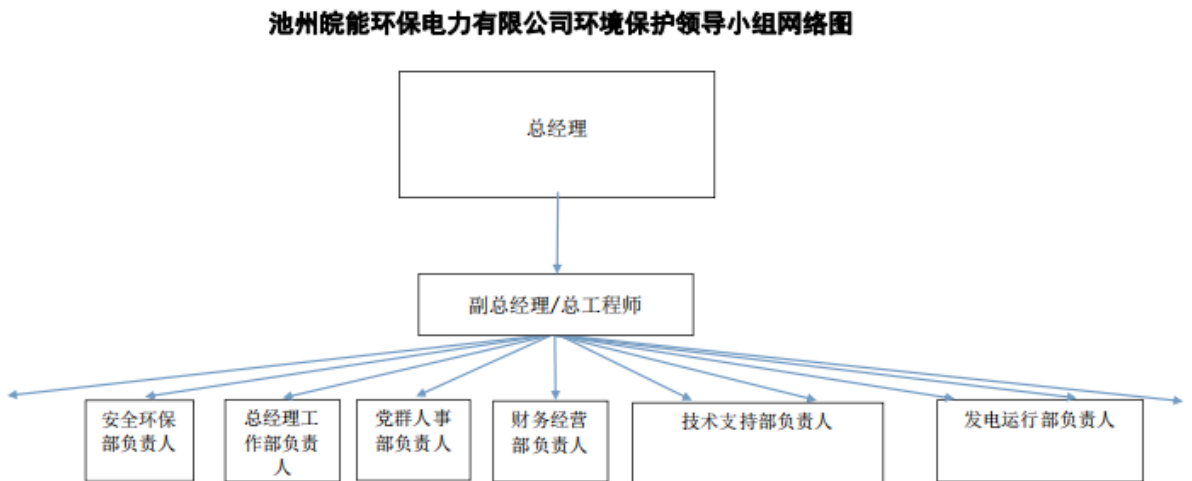 池州皖能环保电力有限公司环境保护领导小组网络图
总经理
副总经理/总工程师
安全环保
部负责人
总经理工
作部负责
人
党群人事
部负责人
财务经营
部负责人
技术支持部负责人
发电运行部负责人